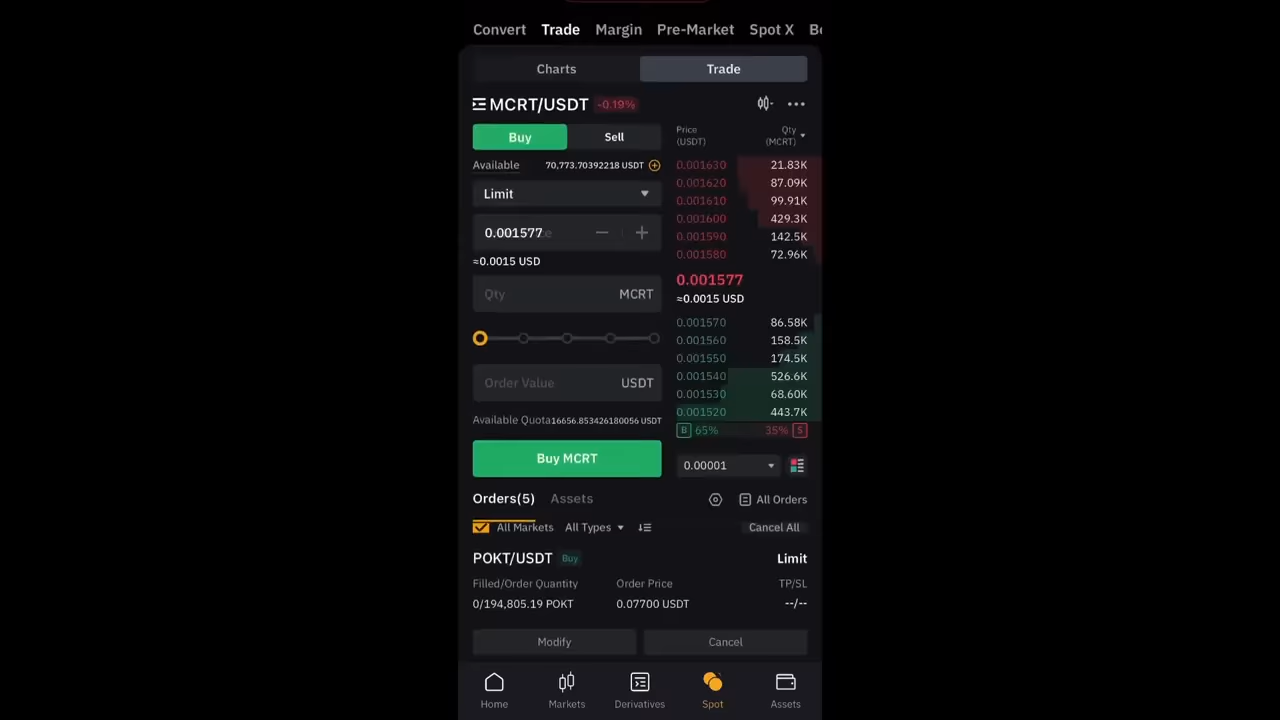 Convert Trade Margin Pre-Market Spot X
Charts Trade
MCRT/USDT -0.19%
Buy Sell
Available 70,773.70392218 USDT
Limit
0.001577
≈0.0015 USD
Qty MCRT
Order Value USDT
Available Quota 16656.853426180056 USDT
Buy MCRT
Price (USDT) Qty (MCRT)
0.001630 21.83K
0.001620 87.09K
0.001610 99.91K
0.001600 429.3K
0.001590 142.5K
0.001580 72.96K
0.001577
≈0.0015 USD
0.001570 86.58K
0.001560 158.5K
0.001550 174.5K
0.001540 526.6K
0.001530 68.60K
0.001520 443.7K
B 65% 35% S
0.00001
Orders(5) Assets All Orders
All Markets All Types Cancel All
POKT/USDT Buy Limit
Filled/Order Quantity Order Price TP/SL
0/194,805.19 POKT 0.07700 USDT --/--
Modify Cancel
Home Markets Derivatives Spot Assets